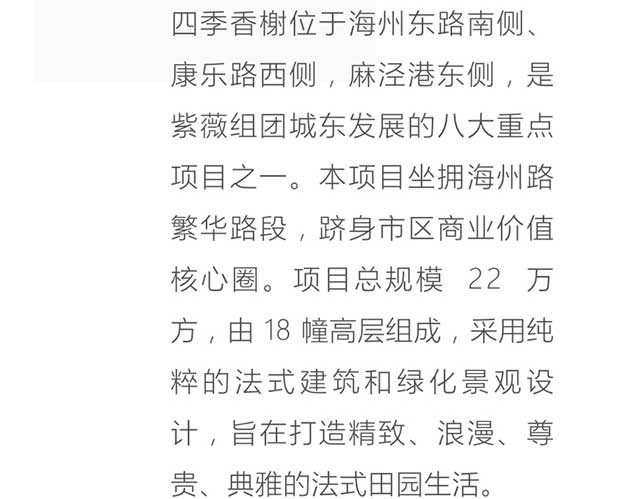 四季香榭位于海州东路南侧、
康乐路西侧，麻泾港东侧，是
紫薇组团城东发展的八大重点
项目之一。本项目坐拥海州路
繁华路段，跻身市区商业价值
核心圈。项目总规模 22 万
方，由 18 幢高层组成，采用纯
粹的法式建筑和绿化景观设
计，旨在打造精致、浪漫、尊
贵、典雅的法式田园生活。